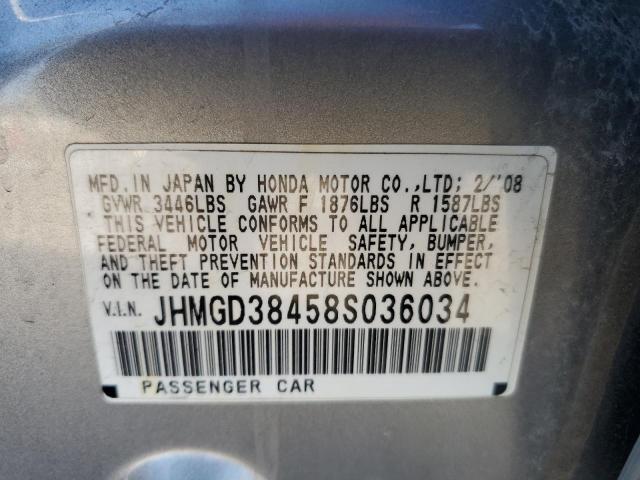 MFD.IN JAPAN BY HONDA MOTOR CO.,LTD; 2/'08
GVWR 3446LBS GAWR F 1876LBS R 1587LBS
THIS VEHICLE CONFORMS TO ALL APPLICABLE
FEDERAL MOTOR VEHICLE SAFETY, BUMPER,
AND THEFT PREVENTION STANDARDS IN EFFECT
ON THE DATE OF MANUFACTURE SHOWN ABOVE.
V.I.N. JHMGD38458S036034
PASSENGER CAR